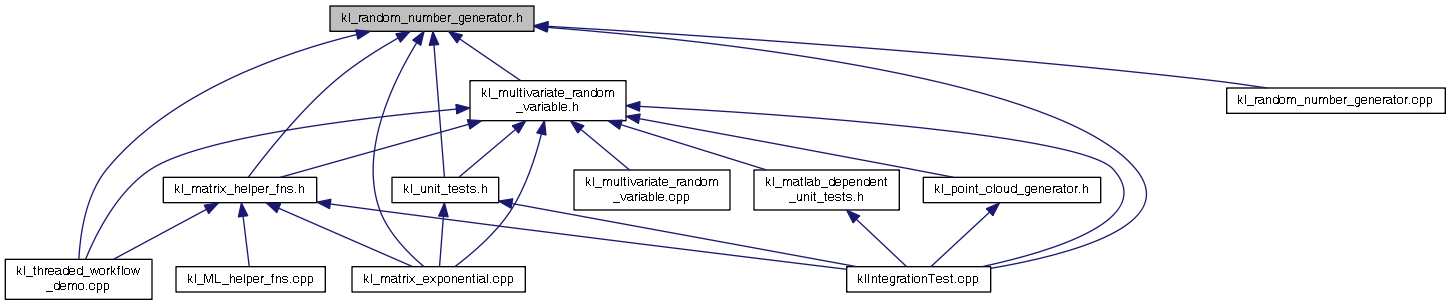 kl_random_number_generator.h
kl_multivariate_random
_variable.h
kl_random_number_generator.cpp
kl_matrix_helper_fns.h
kl_unit_tests.h
kl_multivariate_random
_variable.cpp
kl_matlab_dependent
_unit_tests.h
kl_point_cloud_generator.h
kl_threaded_workflow
_demo.cpp
kl_ML_helper_fns.cpp
kl_matrix_exponential.cpp
klIntegrationTest.cpp